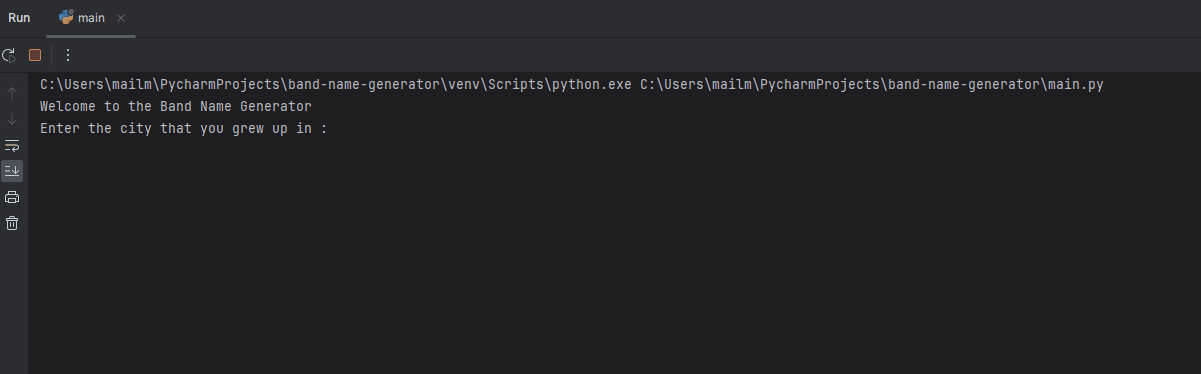 Run main
C:\Users\mailm\PycharmProjects\band-name-generator\venv\Scripts\python.exe C:\Users\mailm\PycharmProjects\band-name-generator\main.py
Welcome to the Band Name Generator
Enter the city that you grew up in :